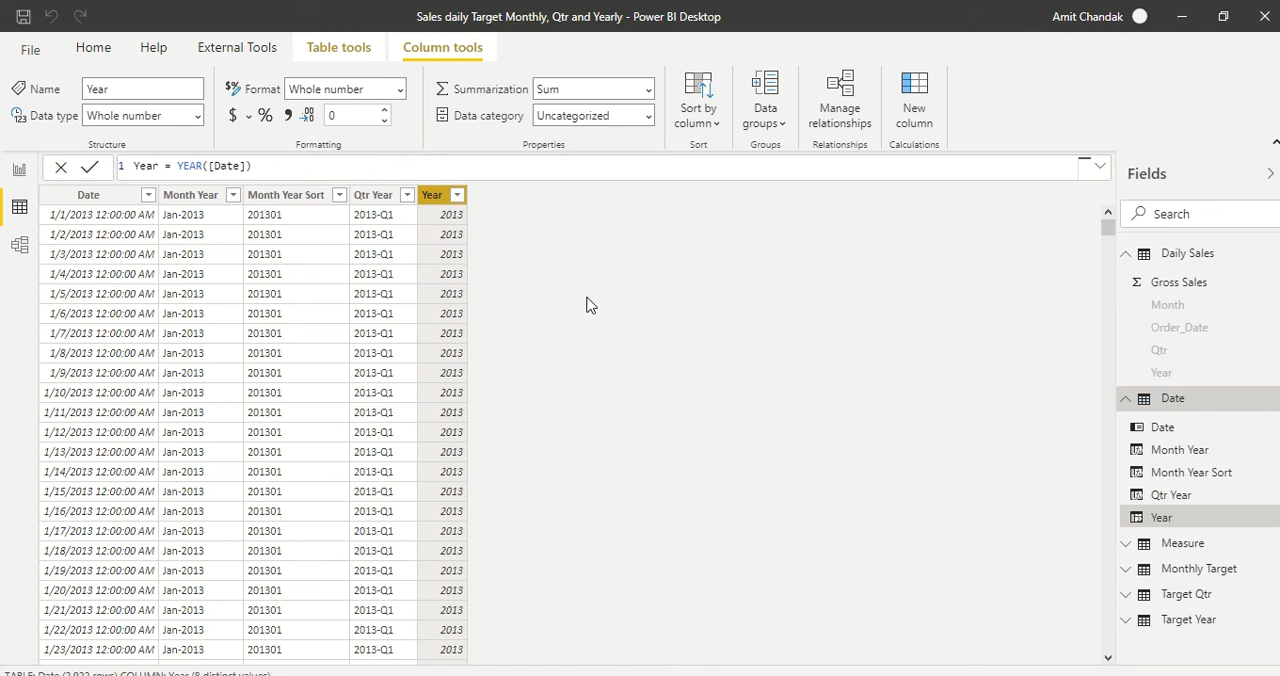 Sales daily Target Monthly, Qtr and Yearly - Power BI Desktop
Amit Chandak
File Home Help External Tools Table tools Column tools
Name Year
Format Whole number
Summarization Sum
Data type Whole number
$ % 0
Data category Uncategorized
Sort by column
Data groups
Manage relationships
New column
Structure Formatting Properties Sort Groups Relationships Calculations
1 Year = YEAR([Date])
Date Month Year Month Year Sort Qtr Year Year
1/1/2013 12:00:00 AM Jan-2013 201301 2013-Q1 2013
1/2/2013 12:00:00 AM Jan-2013 201301 2013-Q1 2013
1/3/2013 12:00:00 AM Jan-2013 201301 2013-Q1 2013
1/4/2013 12:00:00 AM Jan-2013 201301 2013-Q1 2013
1/5/2013 12:00:00 AM Jan-2013 201301 2013-Q1 2013
1/6/2013 12:00:00 AM Jan-2013 201301 2013-Q1 2013
1/7/2013 12:00:00 AM Jan-2013 201301 2013-Q1 2013
1/8/2013 12:00:00 AM Jan-2013 201301 2013-Q1 2013
1/9/2013 12:00:00 AM Jan-2013 201301 2013-Q1 2013
1/10/2013 12:00:00 AM Jan-2013 201301 2013-Q1 2013
1/11/2013 12:00:00 AM Jan-2013 201301 2013-Q1 2013
1/12/2013 12:00:00 AM Jan-2013 201301 2013-Q1 2013
1/13/2013 12:00:00 AM Jan-2013 201301 2013-Q1 2013
1/14/2013 12:00:00 AM Jan-2013 201301 2013-Q1 2013
1/15/2013 12:00:00 AM Jan-2013 201301 2013-Q1 2013
1/16/2013 12:00:00 AM Jan-2013 201301 2013-Q1 2013
1/17/2013 12:00:00 AM Jan-2013 201301 2013-Q1 2013
1/18/2013 12:00:00 AM Jan-2013 201301 2013-Q1 2013
1/19/2013 12:00:00 AM Jan-2013 201301 2013-Q1 2013
1/20/2013 12:00:00 AM Jan-2013 201301 2013-Q1 2013
1/21/2013 12:00:00 AM Jan-2013 201301 2013-Q1 2013
1/22/2013 12:00:00 AM Jan-2013 201301 2013-Q1 2013
1/23/2013 12:00:00 AM Jan-2013 201301 2013-Q1 2013
TABLE: Date (2,922 rows) COLUMN: Year (8 distinct values)
Fields
Search
Daily Sales
Gross Sales
Month
Order_Date
Qtr
Year
Date
Date
Month Year
Month Year Sort
Qtr Year
Year
Measure
Monthly Target
Target Qtr
Target Year